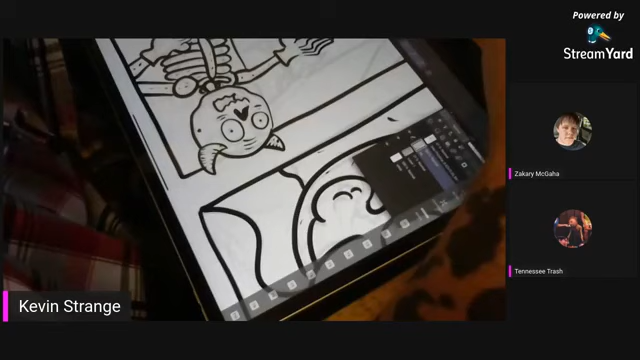 Powered by
StreamYard
Zakary McGaha
Tennessee Trash
Kevin Strange